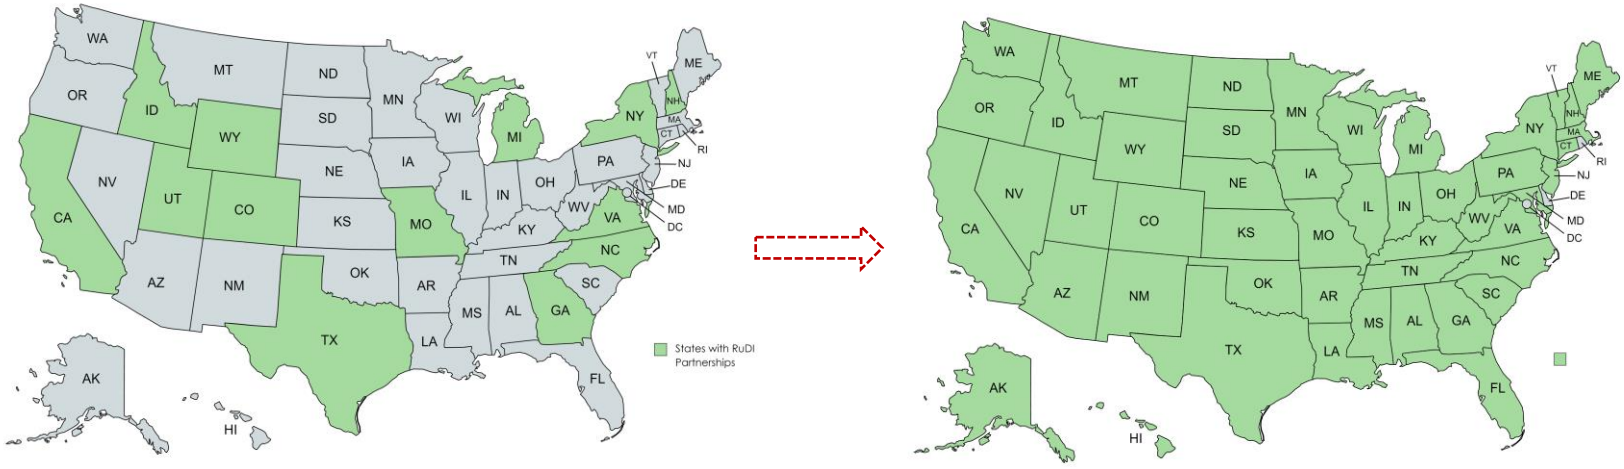 WA
MT
ND
MN
VT
ME
OR
ID
SD
WI
MI
NY
NH
MA
CT
RI
WY
IA
PA
NJ
NV
NE
IL
IN
OH
DE
CA
UT
CO
KS
MO
WV
VA
MD
DC
KY
NC
TN
AZ
NM
OK
AR
SC
MS
AL
GA
TX
LA
States with RuDI
Partnerships
AK
FL
HI
WA
MT
ND
MN
VT
ME
OR
ID
SD
WI
MI
NY
NH
MA
CT
RI
WY
IA
PA
NJ
NV
NE
IL
IN
OH
DE
CA
UT
CO
KS
MO
WV
VA
MD
DC
KY
NC
TN
AZ
NM
OK
AR
SC
MS
AL
GA
TX
LA
AK
FL
HI